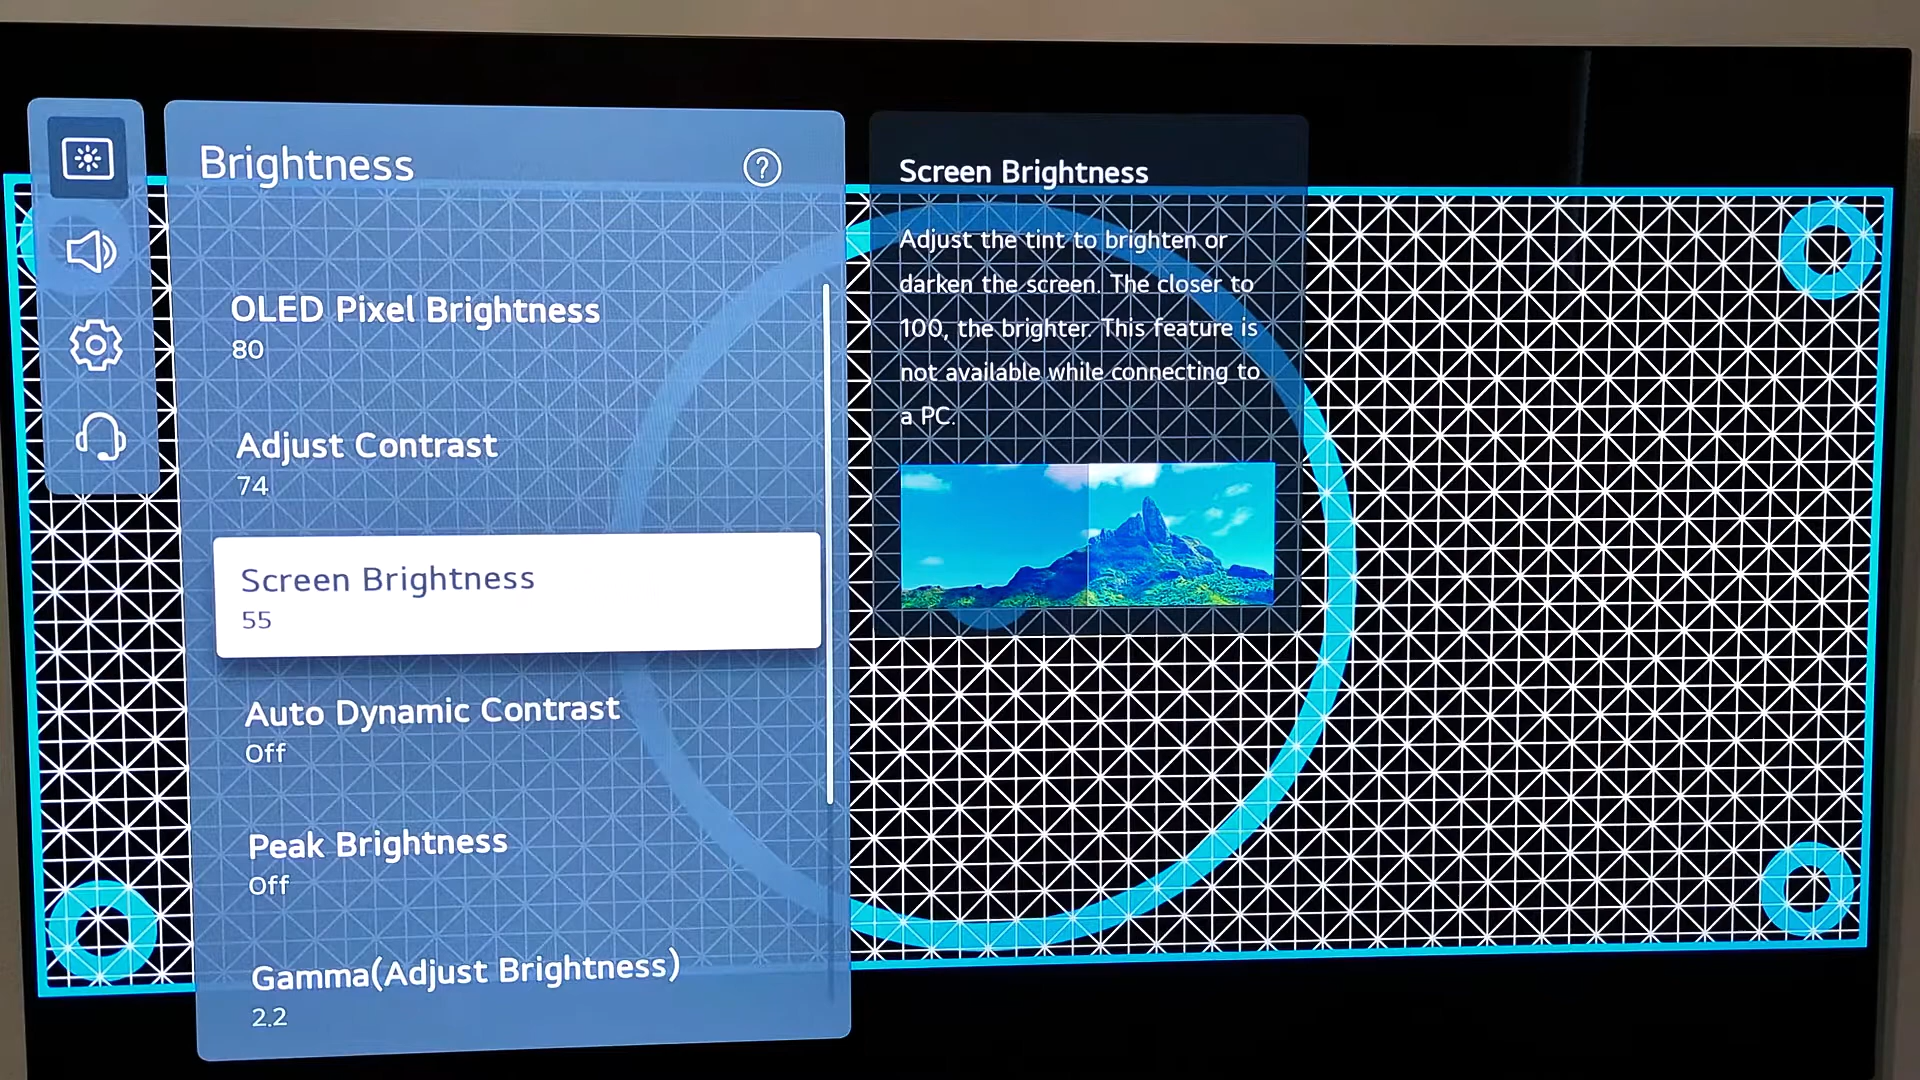 Brightness
?
OLED Pixel Brightness
80
Adjust Contrast
74
Screen Brightness
55
Auto Dynamic Contrast
Off
Peak Brightness
Off
Gamma(Adjust Brightness)
2.2
Screen Brightness
Adjust the tint to brighten or
darken the screen. The closer to
100, the brighter. This feature is
not available while connecting to
a PC.